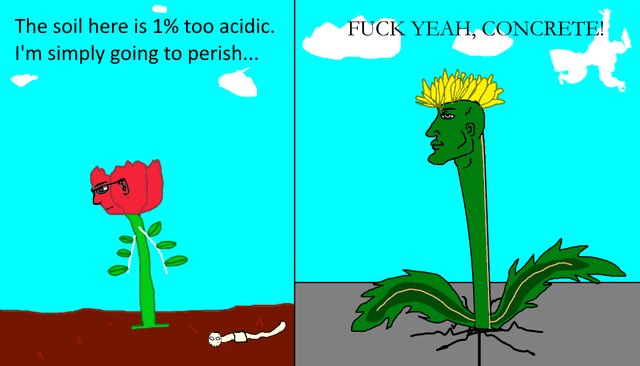 The soil here is 1% too acidic.
I'm simply going to perish...
FUCK YEAH, CONCRETE!